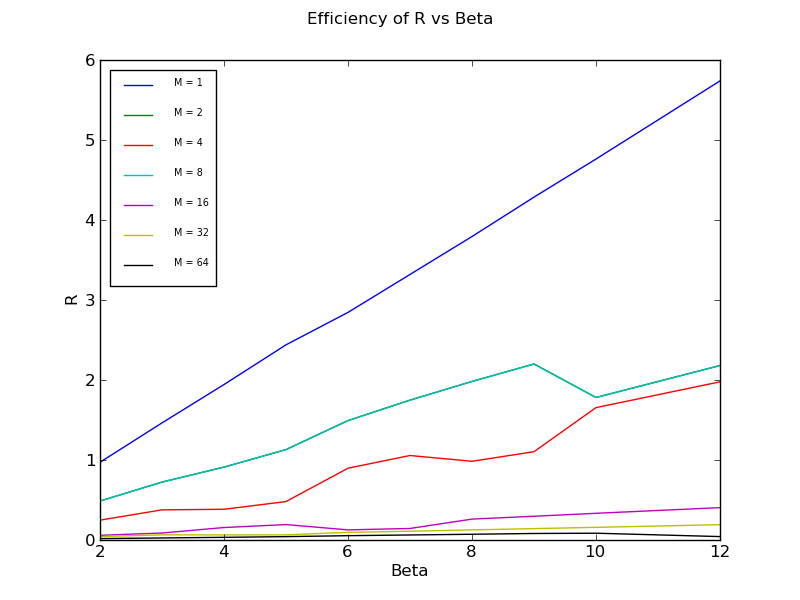 Efficiency of R vs Beta
6
5
4
3
2
1
0
R
M = 1
M = 2
M = 4
M = 8
M = 16
M = 32
M = 64
2 4 6 8 10 12
Beta